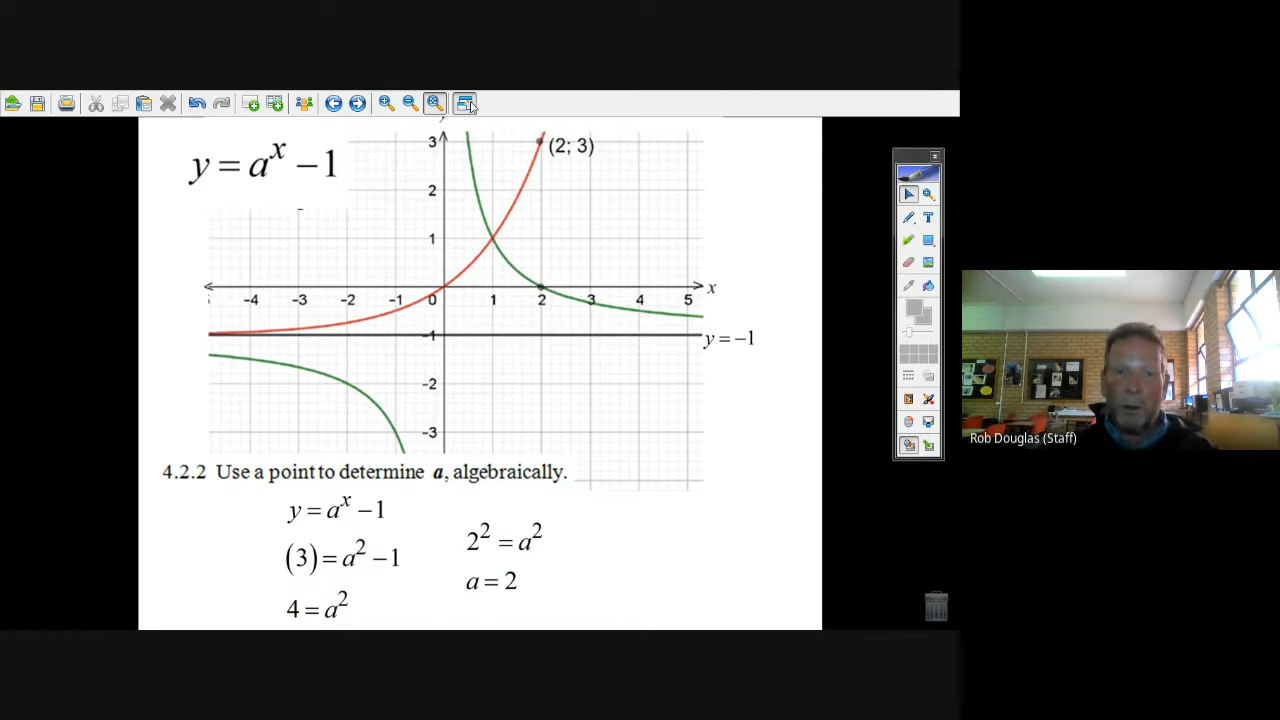 y = a^x − 1
3
(2; 3)
2
1
-4 -3 -2 -1 0 1 2 3 4 5 x
-1
y = −1
-2
-3
4.2.2 Use a point to determine a, algebraically.
y = a^x − 1
(3) = a^2 − 1
4 = a^2
2^2 = a^2
a = 2
Rob Douglas (Staff)